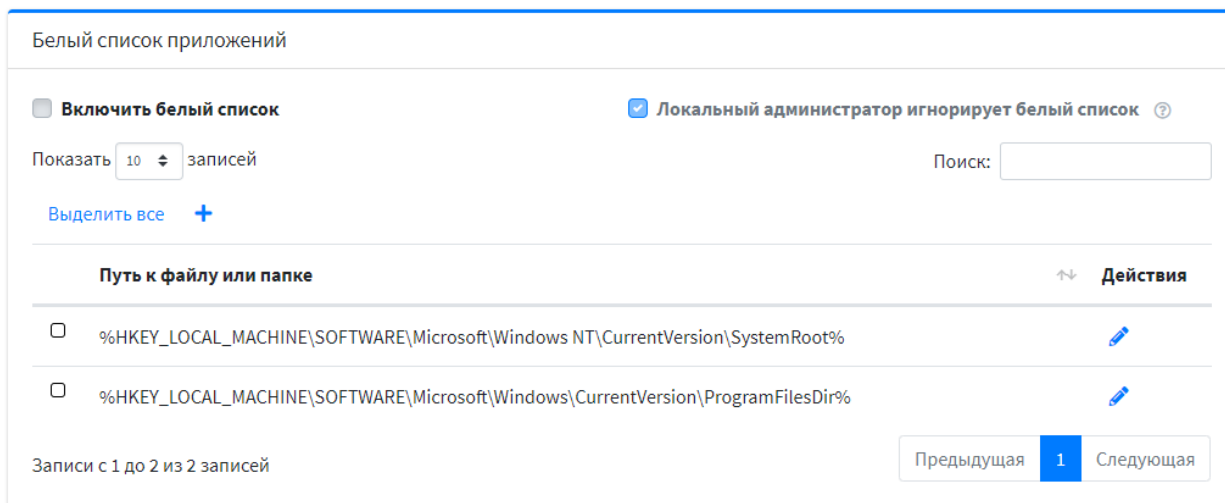 Белый список приложений
Включить белый список
Локальный администратор игнорирует белый список ?
Показать 10 записей
Поиск:
Выделить все +
Путь к файлу или папке
Действия
%HKEY_LOCAL_MACHINE\SOFTWARE\Microsoft\Windows NT\CurrentVersion\SystemRoot%
%HKEY_LOCAL_MACHINE\SOFTWARE\Microsoft\Windows\CurrentVersion\ProgramFilesDir%
Записи с 1 до 2 из 2 записей
Предыдущая 1 Следующая